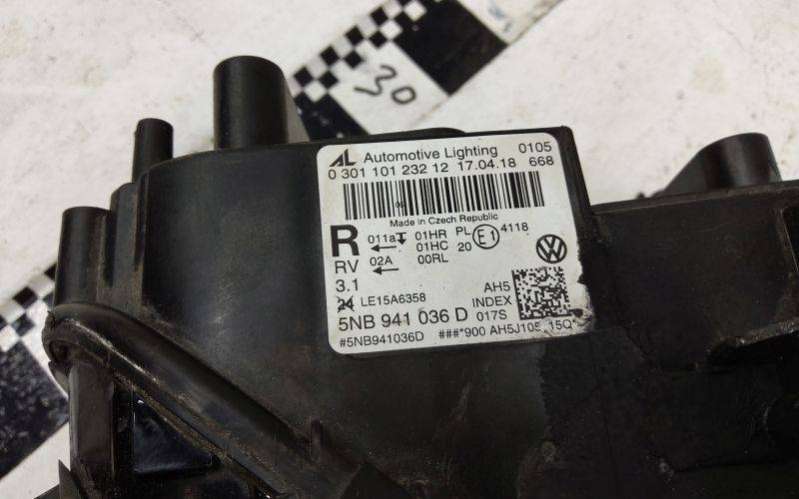 30
AL Automotive Lighting 0105
0 301 101 232 12 17.04.18 668
Made in Czech Republic
R 011a 01HR PL E1 4118
01HC 20
RV 02A 00RL
3.1
24 LE15A6358 AH5
INDEX
5NB 941 036 D 017S
#5NB941036D ###*900 AH5J105 15Q*